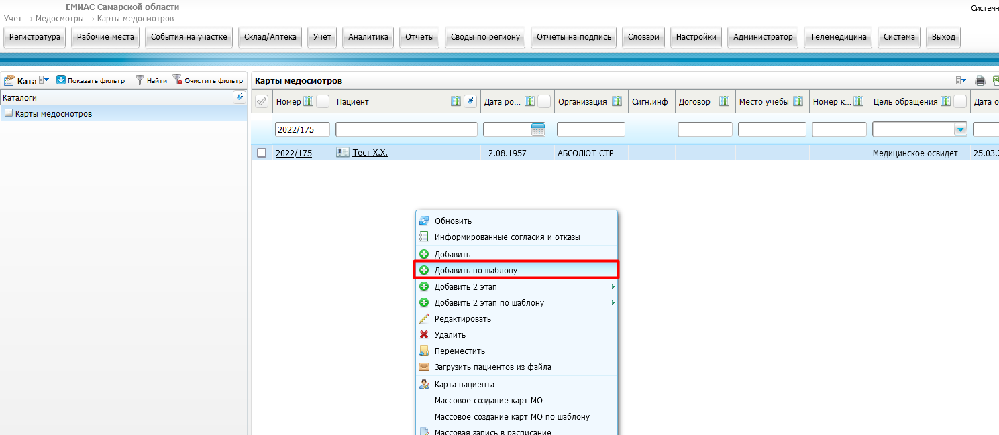 ЕМИАС Самарской области
Системн
Учет → Медосмотры → Карты медосмотров
Регистратура Рабочие места События на участке Склад/Аптека Учет Аналитика Отчеты Своды по региону Отчеты на подпись Словари Настройки Администратор Телемедицина Система Выход
Ката Показать фильтр Найти Очистить фильтр
Карты медосмотров
Каталоги
Карты медосмотров
Номер Пациент Дата ро... Организация Сигн.инф Договор Место учебы Номер к... Цель обращения Дата о
2022/175
2022/175 Тест Х.Х. 12.08.1957 АБСОЛЮТ СТР... Медицинское освидет... 25.03.2
Обновить
Информированные согласия и отказы
Добавить
Добавить по шаблону
Добавить 2 этап
Добавить 2 этап по шаблону
Редактировать
Удалить
Переместить
Загрузить пациентов из файла
Карта пациента
Массовое создание карт МО
Массовое создание карт МО по шаблону
Массовая запись в расписание